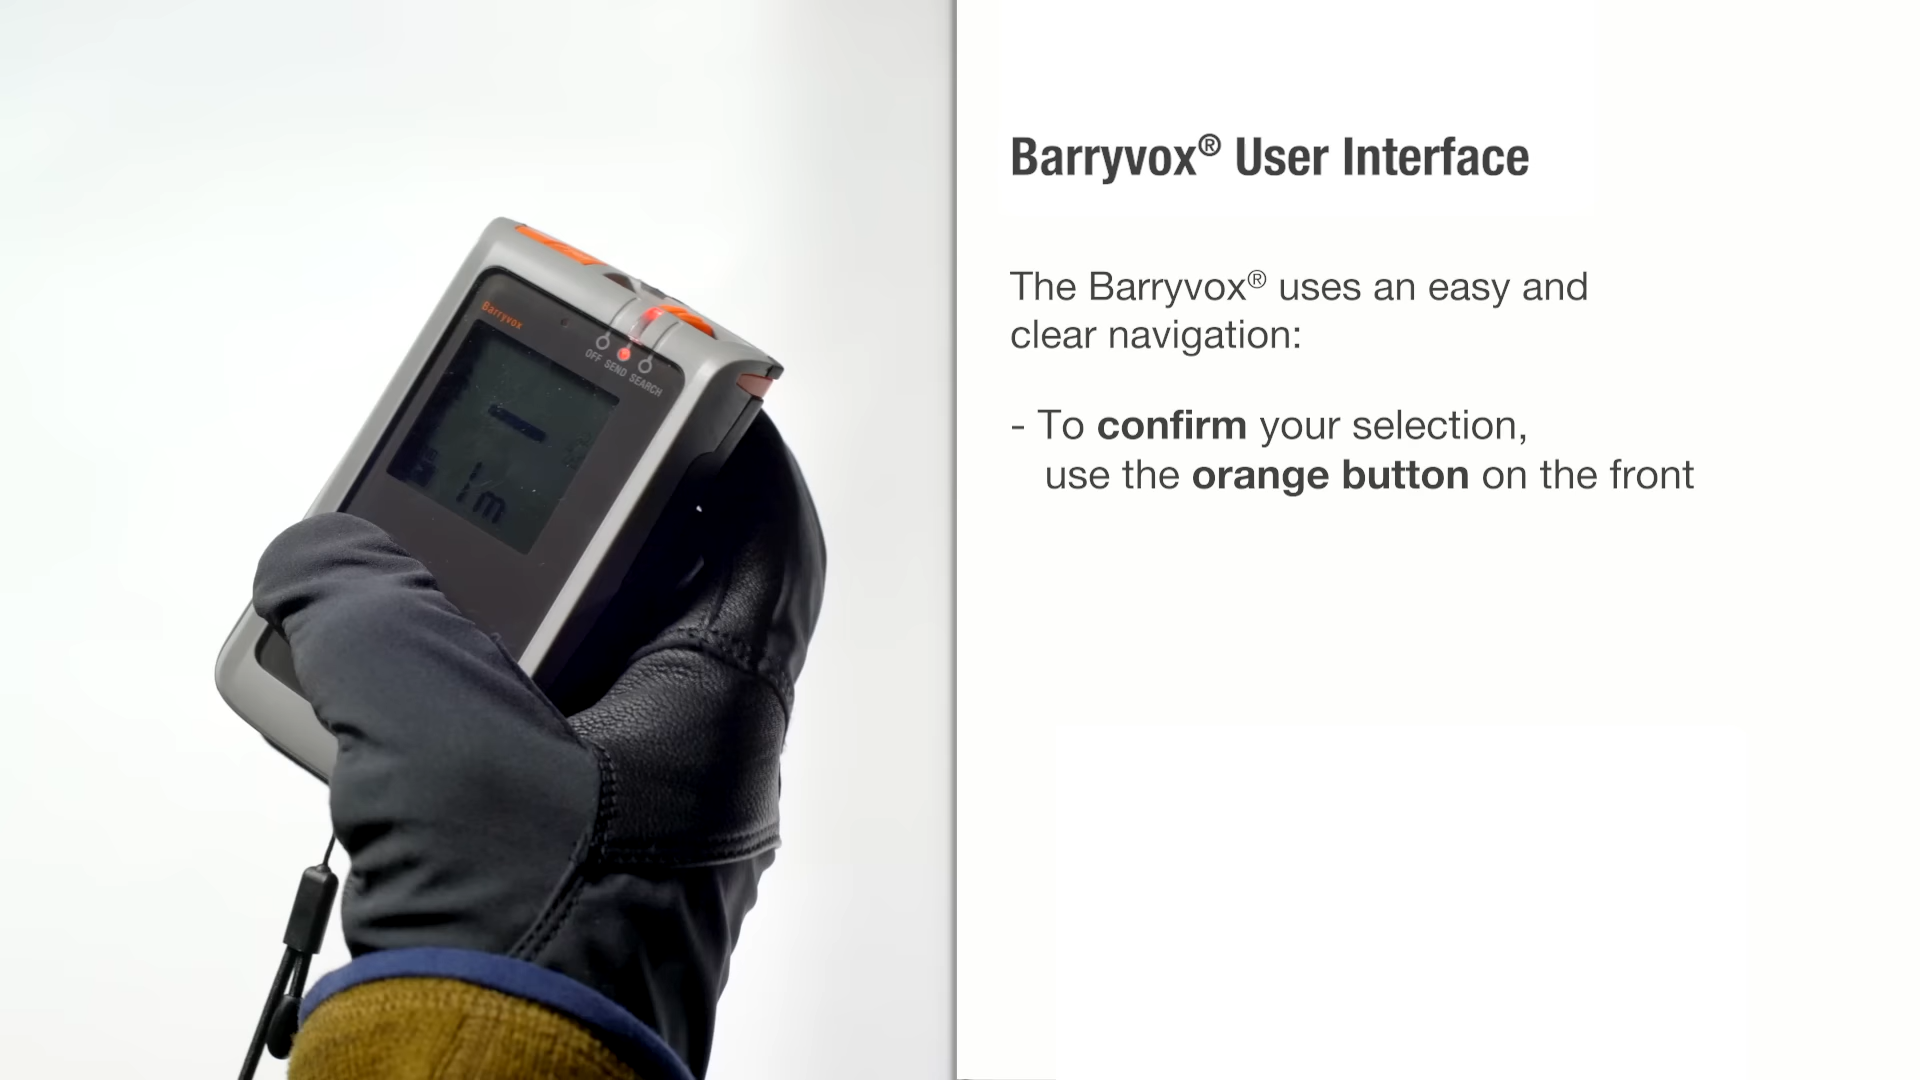 Barryvox
OFF SEND SEARCH
1m
Barryvox® User Interface
The Barryvox® uses an easy and
clear navigation:
- To confirm your selection,
use the orange button on the front